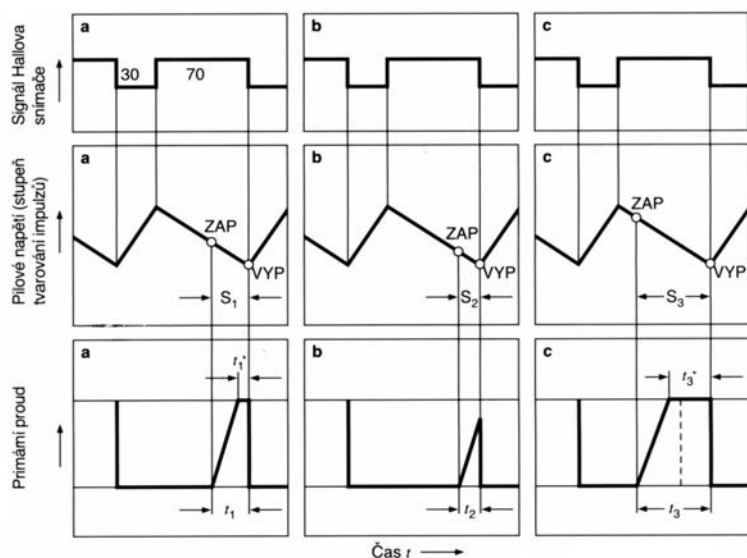 Signál Hallova
snímače
a
30
70
b
c
Pilové napětí (stupeň
tvarování impulzů)
a
ZAP
VYP
S1
b
ZAP
VYP
S2
c
ZAP
VYP
S3
Primární proud
a
t1*
t1
b
t2
c
t3*
t3
Čas t